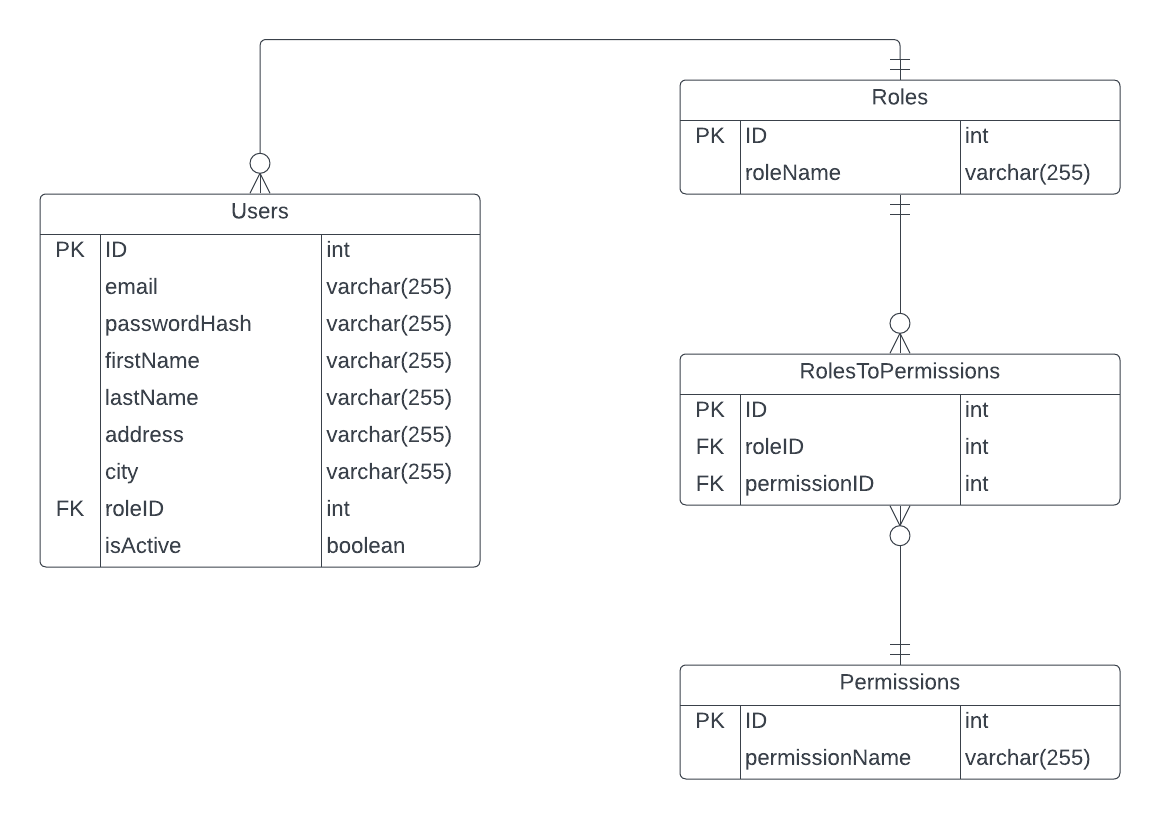 Users
PK ID int
email varchar(255)
passwordHash varchar(255)
firstName varchar(255)
lastName varchar(255)
address varchar(255)
city varchar(255)
FK roleID int
isActive boolean
Roles
PK ID int
roleName varchar(255)
RolesToPermissions
PK ID int
FK roleID int
FK permissionID int
Permissions
PK ID int
permissionName varchar(255)